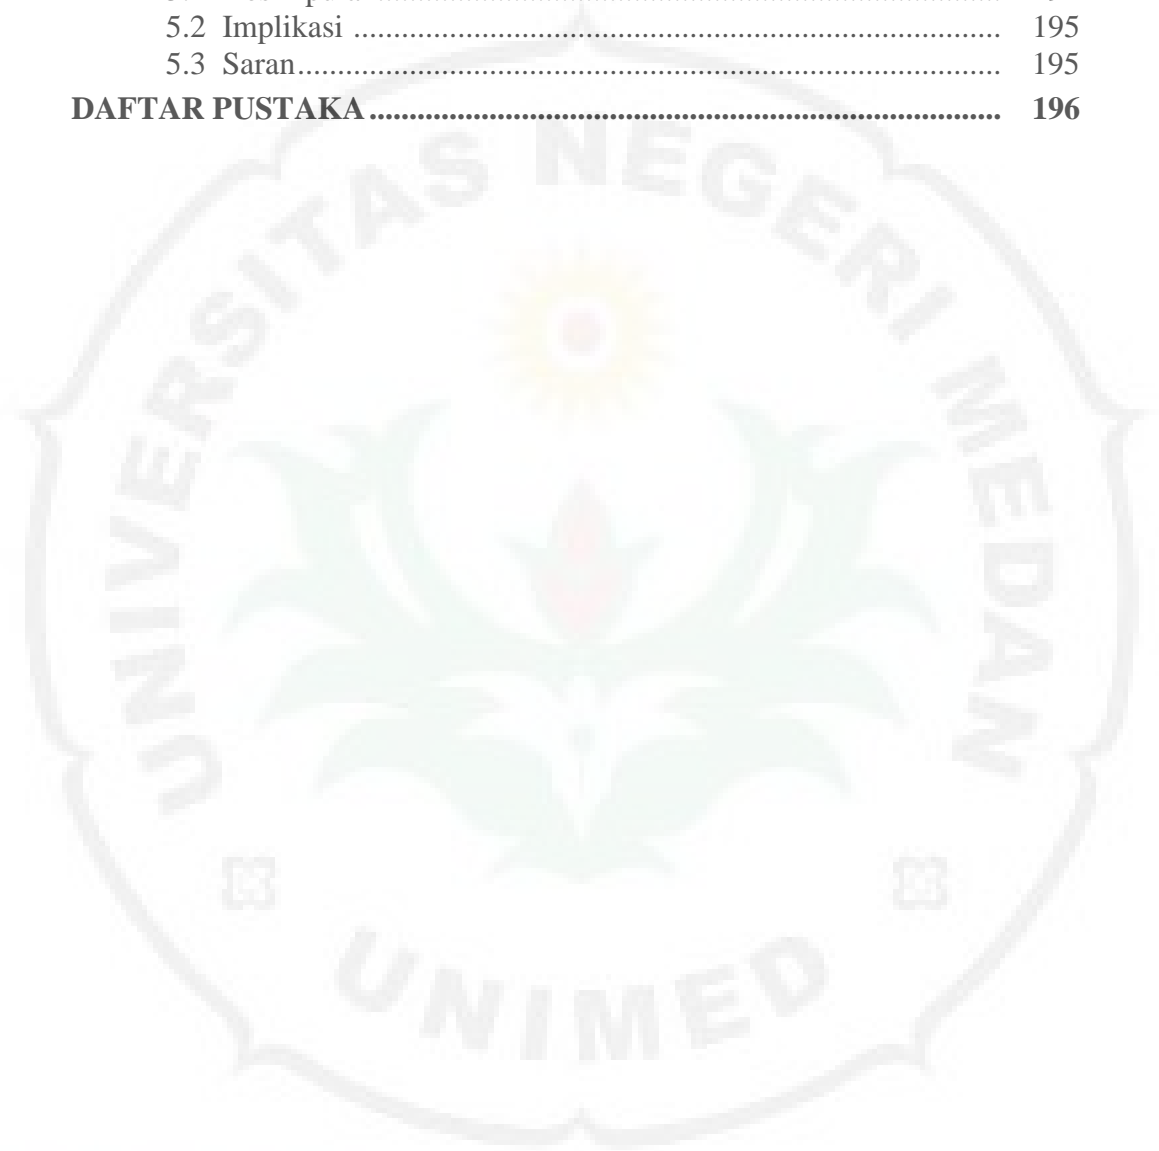 5.2 Implikasi ................................................................................ 195
5.3 Saran....................................................................................... 195
DAFTAR PUSTAKA .............................................................................. 196
UNIVERSITAS NEGERI MEDAN
UNIMED